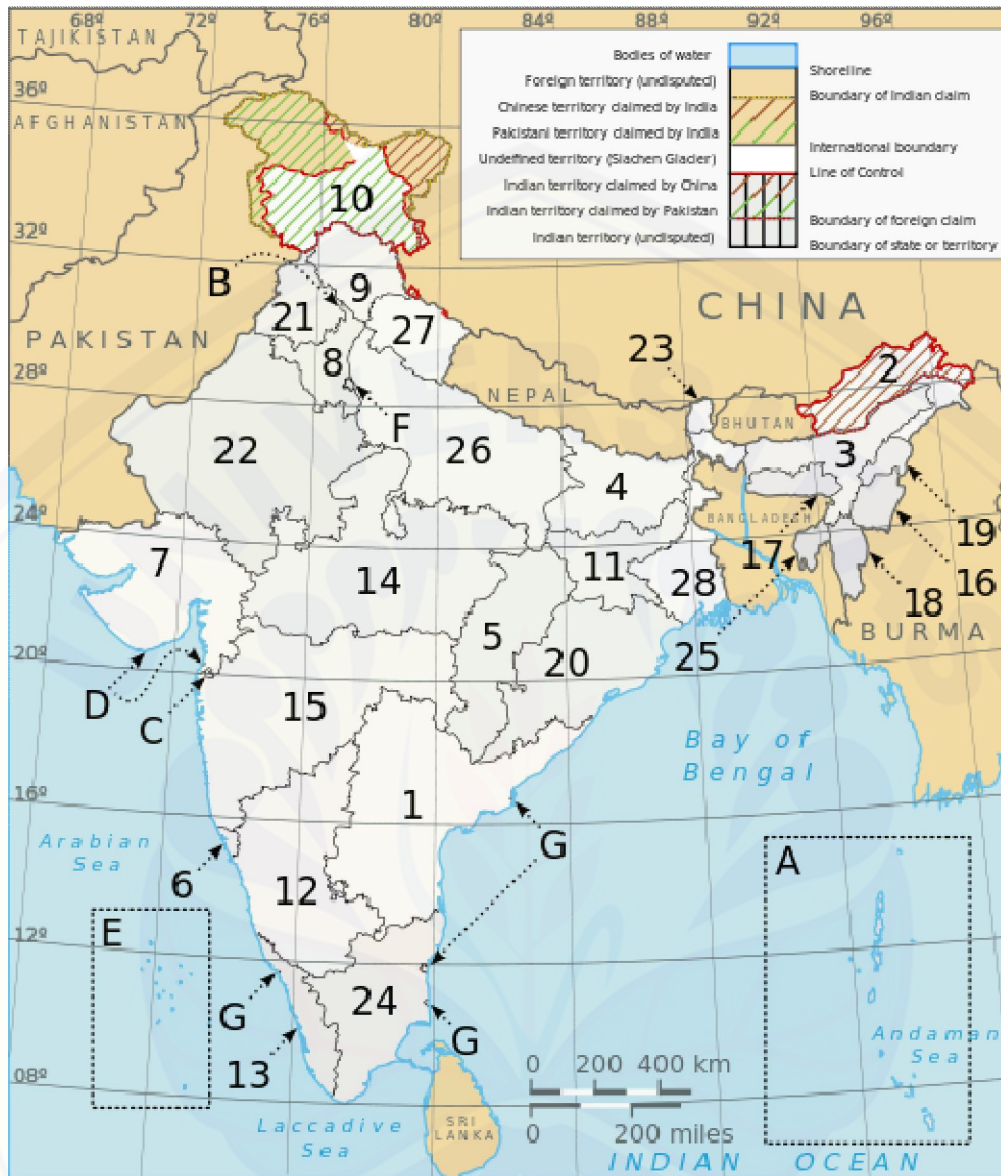 68º 72º 76º 80º 84º 88º 92º 96º
TAJIKISTAN
36º
AFGHANISTAN
Bodies of water
Foreign territory (undisputed)
Chinese territory claimed by India
Pakistani territory claimed by India
Undefined territory (Siachen Glacier)
Indian territory claimed by China
Indian territory claimed by Pakistan
Indian territory (undisputed)
Shoreline
Boundary of Indian claim
International boundary
Line of Control
Boundary of foreign claim
Boundary of state or territory
10
32º
B
9
CHINA
21
27
PAKISTAN
23
8
2
28º
NEPAL
BHUTAN
F
22
26
3
4
24º
BANGLADESH
19
7
17
11
14
28
16
18
25
BURMA
5
20
20º
D
C
15
Bay of
Bengal
16º
1
Arabian
Sea
G
A
6
12
E
12º
24
G
G
13
Andaman
Sea
08º
0 200 400 km
0 200 miles
Laccadive
Sea
SRI
LANKA
INDIAN OCEAN